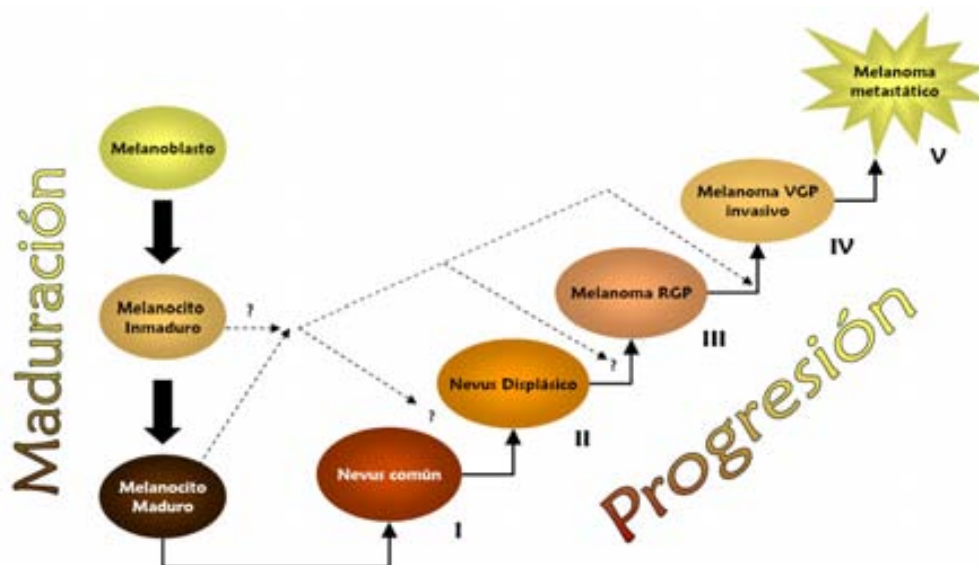 Maduración
Melanoblasto
Melanocito
Inmaduro
?
Melanocito
Maduro
Nevus común
I
?
Nevus Displásico
II
?
Melanoma RGP
III
Melanoma VGP
invasivo
IV
Melanoma
metastático
V
Progresión